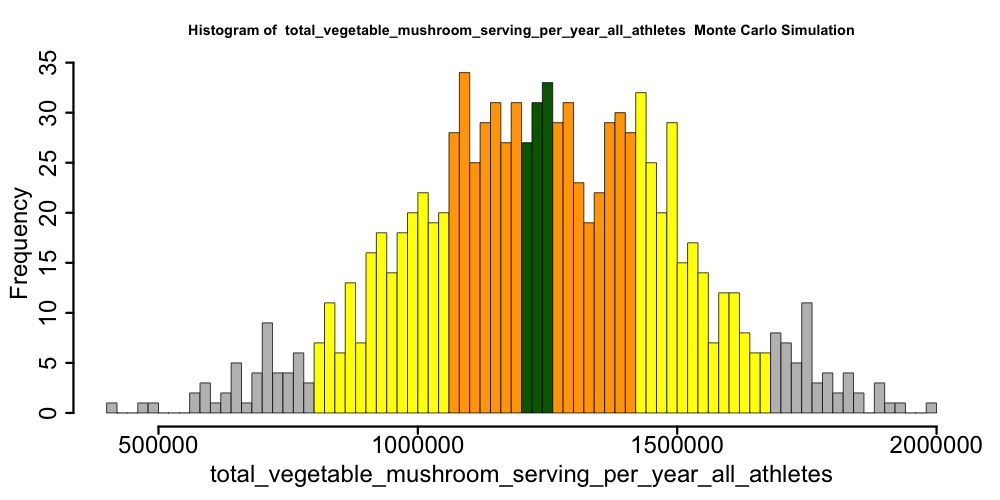 Histogram of  total_vegetable_mushroom_serving_per_year_all_athletes  Monte Carlo Simulation
35
30
25
20
15
10
5
0
Frequency
500000 1000000 1500000 2000000
total_vegetable_mushroom_serving_per_year_all_athletes